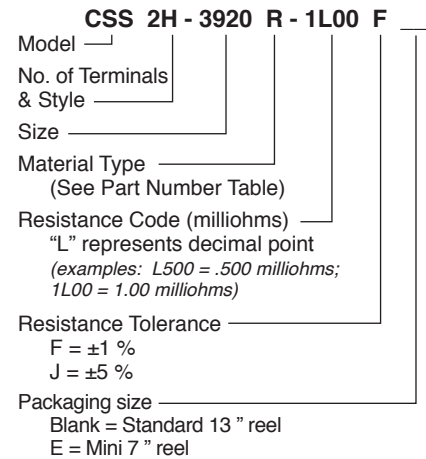 CSS 2H - 3920 R - 1L00 F __
Model
No. of Terminals
& Style
Size
Material Type
(See Part Number Table)
Resistance Code (milliohms)
“L” represents decimal point
(examples: L500 = .500 milliohms;
1L00 = 1.00 milliohms)
Resistance Tolerance
F = ±1 %
J = ±5 %
Packaging size
Blank = Standard 13 ” reel
E = Mini 7 ” reel